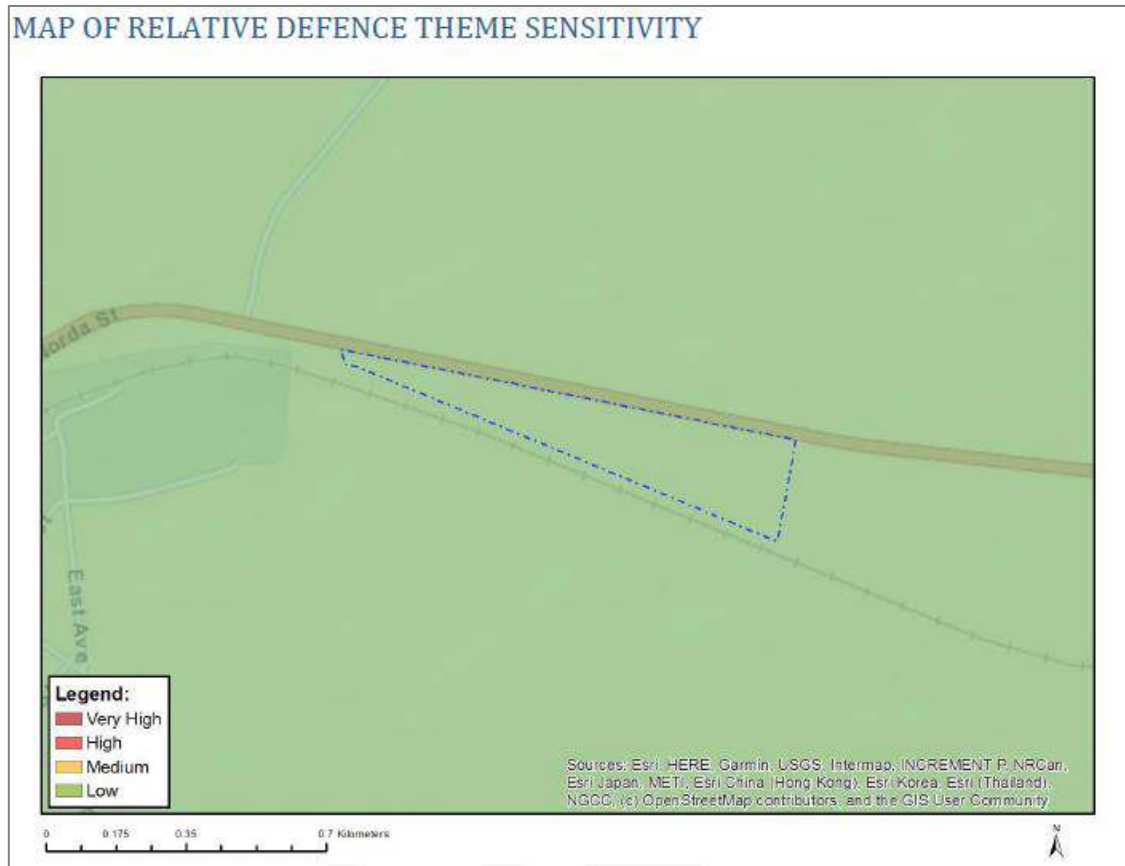 MAP OF RELATIVE DEFENCE THEME SENSITIVITY
Norda St
East Ave
Legend:
Very High
High
Medium
Low
Sources: Esri, HERE, Garmin, USGS, Intermap, INCREMENT P, NRCan,
Esri Japan, METI, Esri China (Hong Kong), Esri Korea, Esri (Thailand),
NGCC, (c) OpenStreetMap contributors, and the GIS User Community
0 0.175 0.35 0.7 Kilometers
N